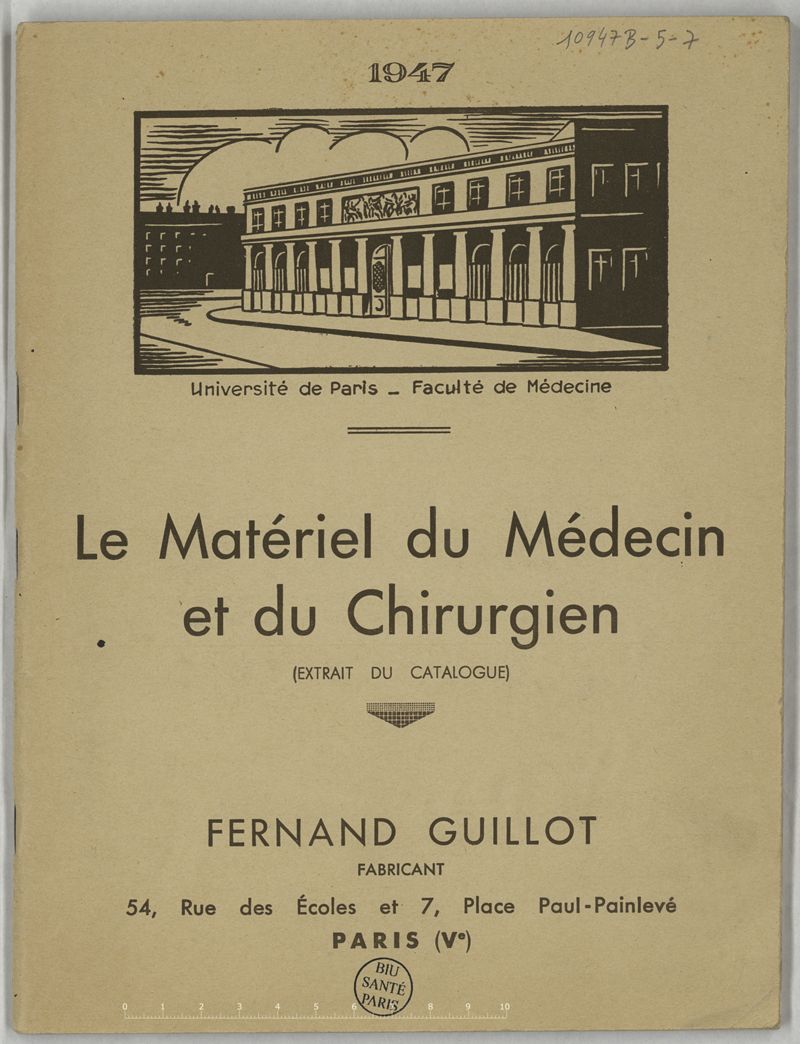 10947B-5-7
1947
Université de Paris _ Faculté de Médecine
Le Matériel du Médecin
et du Chirurgien
(EXTRAIT DU CATALOGUE)
FERNAND GUILLOT
FABRICANT
54, Rue des Écoles et 7, Place Paul-Painlevé
PARIS (Ve)
BIU
SANTÉ
PARIS
0 1 2 3 4 5 6 8 9 10